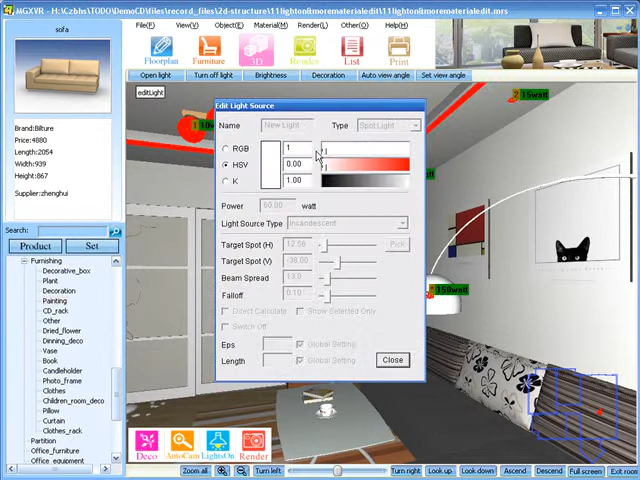 MGXVR - H:\Czbhs\TODO\DemoCD\record_files\2d-structure\11lighton@morematerialedit\11lighton@morematerialedit.mrs
sofa
File(F) View(V) Object(E) Material(M) Render(L) Other(O) Help(H)
Floorplan Furniture 3D Render List Print
Open light Turn off light Brightness Decoration Auto view angle Set view angle
editLight
Brand:Bilture
Price:4880
Length:2054
Width:939
Height:867
Supplier:zhenghui
Search:
Product Set
Furnishing
Decorative_box
Plant
Decoration
Painting
CD_rack
Other
Dried_flower
Dinning_deco
Vase
Book
Candleholder
Photo_frame
Clothes
Children_room_deco
Pillow
Curtain
Clothes_rack
Partition
Office_furniture
Office_equipment
Edit Light Source
Name New Light Type Spot Light
RGB 1
HSV 0.00
K 1.00
Power 60.00 watt
Light Source Type Incandescent
Target Spot (H) 12.56 Pick
Target Spot (V) -38.00
Beam Spread 13.0
Falloff 0.10
Direct Calculate Show Selected Only
Switch Off
Eps Global Setting
Length Global Setting
Close
Deco AutoCam LightsOn Render
Zoom all Turn left Turn right Look up Look down Ascend Descend Full screen Exit room